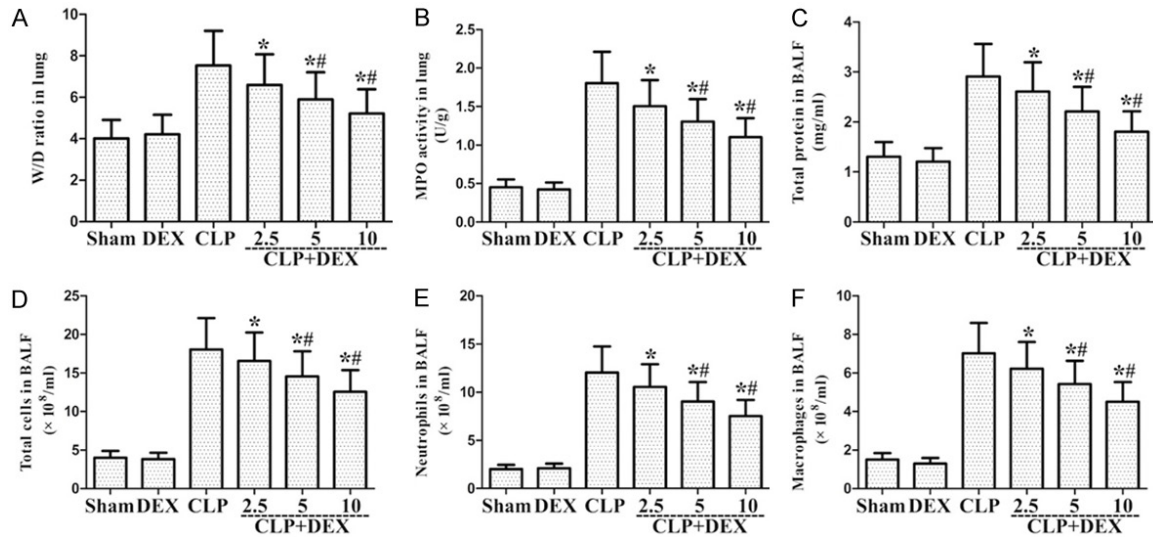 A
W/D ratio in lung
10
8
6
4
2
0
* *# *#
Sham DEX CLP 2.5 5 10
CLP+DEX
B
MPO activity in lung
(U/g)
2.5
2.0
1.5
1.0
0.5
0.0
* *# *#
Sham DEX CLP 2.5 5 10
CLP+DEX
C
Total protein in BALF
(mg/ml)
4
3
2
1
0
* *# *#
Sham DEX CLP 2.5 5 10
CLP+DEX
D
Total cells in BALF
(× 10⁸/ml)
25
20
15
10
5
0
* *# *#
Sham DEX CLP 2.5 5 10
CLP+DEX
E
Neutrophils in BALF
(× 10⁸/ml)
20
15
10
5
0
* *# *#
Sham DEX CLP 2.5 5 10
CLP+DEX
F
Macrophages in BALF
(× 10⁸/ml)
10
8
6
4
2
0
* *# *#
Sham DEX CLP 2.5 5 10
CLP+DEX